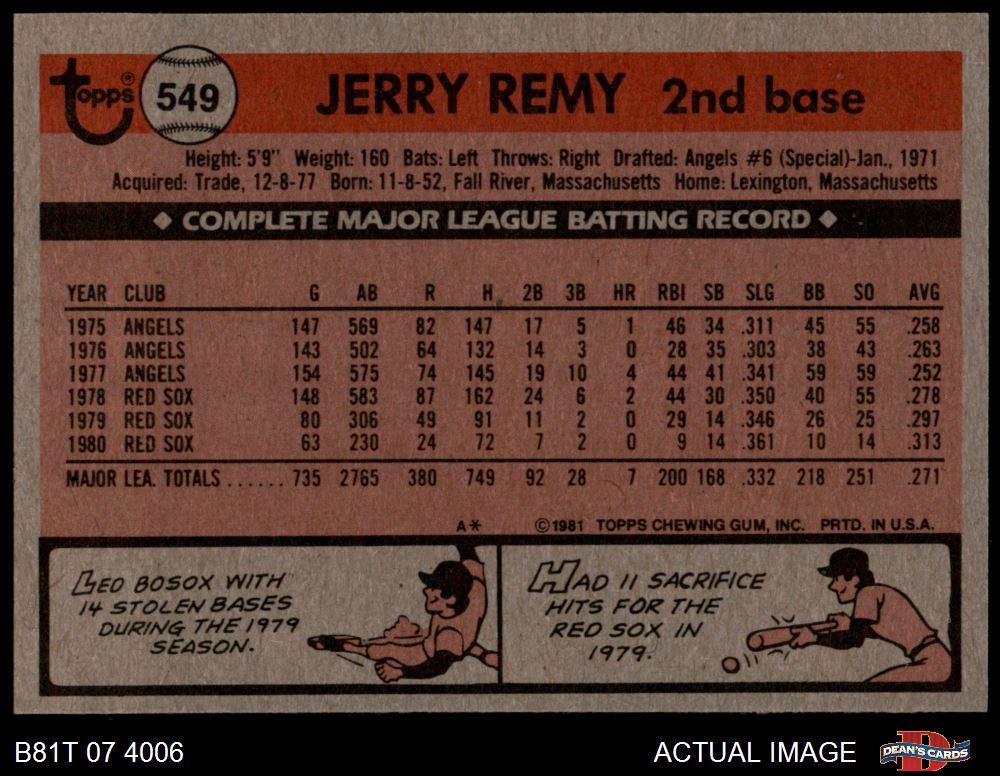 topps® 549 JERRY REMY 2nd base
Height: 5'9" Weight: 160 Bats: Left Throws: Right Drafted: Angels #6 (Special)-Jan., 1971
Acquired: Trade, 12-8-77 Born: 11-8-52, Fall River, Massachusetts Home: Lexington, Massachusetts
◆ COMPLETE MAJOR LEAGUE BATTING RECORD ◆
YEAR CLUB G AB R H 2B 3B HR RBI SB SLG BB SO AVG
1975 ANGELS 147 569 82 147 17 5 1 46 34 .311 45 55 .258
1976 ANGELS 143 502 64 132 14 3 0 28 35 .303 38 43 .263
1977 ANGELS 154 575 74 145 19 10 4 44 41 .341 59 59 .252
1978 RED SOX 148 583 87 162 24 6 2 44 30 .350 40 55 .278
1979 RED SOX 80 306 49 91 11 2 0 29 14 .346 26 25 .297
1980 RED SOX 63 230 24 72 7 2 0 9 14 .361 10 14 .313
MAJOR LEA. TOTALS ...... 735 2765 380 749 92 28 7 200 168 .332 218 251 .271
A* ©1981 TOPPS CHEWING GUM, INC. PRTD. IN U.S.A.
LED BOSOX WITH
14 STOLEN BASES
DURING THE 1979
SEASON.
HAD 11 SACRIFICE
HITS FOR THE
RED SOX IN
1979.
B81T 07 4006 ACTUAL IMAGE DEAN'S CARDS